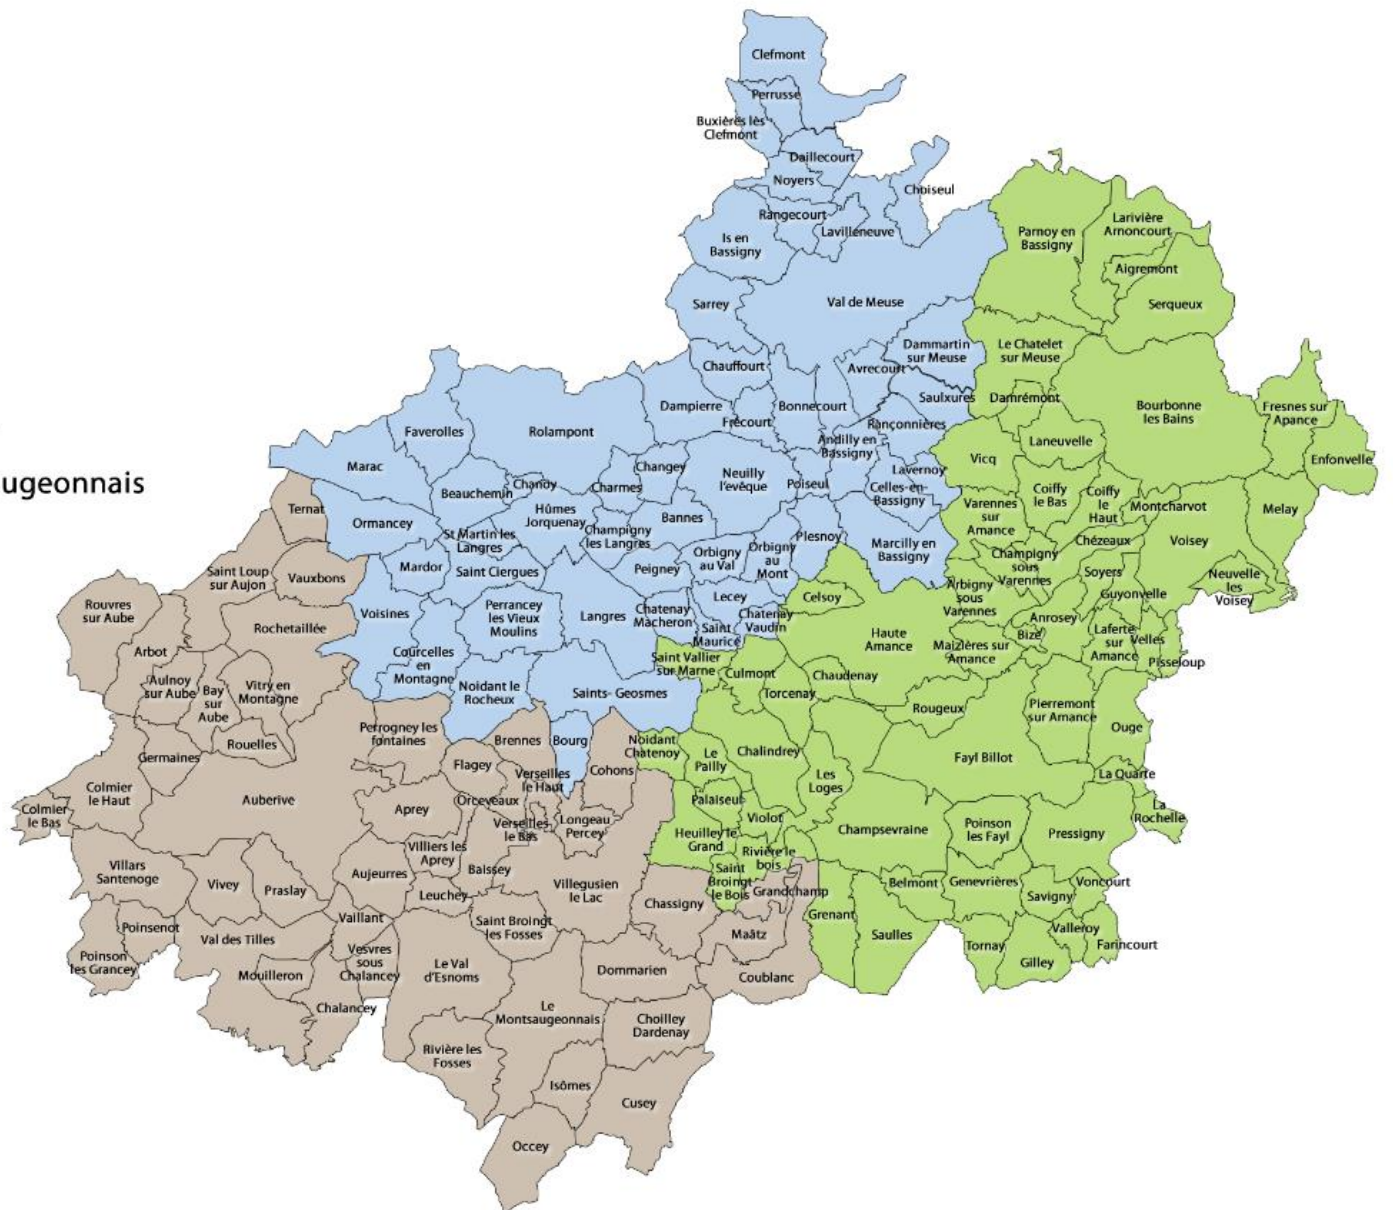 Clefmont
Perrusse
Buxières lès
Clefmont
Daillecourt
Noyers
Choiseul
Rangecourt
Lavilleneuve
Is en
Bassigny
Parnoy en
Bassigny
Larivière
Arnoncourt
Aigremont
Serqueux
Sarrey
Val de Meuse
Dammartin
sur Meuse
Le Chatelet
sur Meuse
Chauffourt
Avrecourt
Saulxures
Damrémont
Bourbonne
les Bains
Fresnes sur
Apance
Dampierre
Frécourt
Bonnecourt
Rançonnières
Faverolles
Rolampont
Andilly en
Bassigny
Laneuvelle
Vicq
Enfonvelle
Marac
Changey
Neuilly
l'evêque
Lavernoy
ugeonnais
Beauchemin
Chanoy
Charmes
Poiseul
Celles-en-
Bassigny
Coiffy
le Bas
Coiffy
le
Haut
Montcharvot
Melay
Ternat
Ormancey
Hûmes
Jorquenay
Bannes
Varennes
sur
Amance
St Martin les
Langres
Champigny
les Langres
Plesnoy
Marcilly en
Bassigny
Chézeaux
Voisey
Orbigny
au Val
Orbigny
au
Mont
Champigny
sous
Varennes
Saint Loup
sur Aujon
Vauxbons
Mardor
Saint Ciergues
Peigney
Soyers
Neuvelle
les
Voisey
Rouvres
sur Aube
Voisines
Perrancey
les Vieux
Moulins
Langres
Chatenay
Macheron
Lecey
Celsoy
Arbigny
sous
Varennes
Guyonvelle
Rochetaillée
Saint
Maurice
Chatenay
Vaudin
Haute
Amance
Anrosey
Bize
Laferté
sur
Amance
Velles
Arbot
Courcelles
en
Montagne
Saint Vallier
sur Marne
Maizières sur
Amance
Pisseloup
Aulnoy
sur Aube
Bay
sur
Aube
Vitry en
Montagne
Noidant le
Rocheux
Saints- Geosmes
Culmont
Torcenay
Chaudenay
Rougeux
Pierremont
sur Amance
Ouge
Perrogney les
fontaines
Rouelles
Germaines
Brennes
Bourg
Noidant
Chatenoy
Le
Pailly
Chalindrey
Fayl Billot
Flagey
Verseilles
le Haut
Cohons
Les
Loges
La Quarte
Colmier
le Haut
Colmier
le Bas
Auberive
Aprey
Orceveaux
Palaiseul
Violot
La
Rochelle
Verseilles
le Bas
Longeau
Percey
Heuilley le
Grand
Champsevraine
Poinson
les Fayl
Pressigny
Villiers les
Aprey
Rivière le
bois
Villars
Santenoge
Vivey
Praslay
Aujeurres
Baissey
Saint
Broingt
le Bois
Leuchey
Villegusien
le Lac
Chassigny
Grandchamp
Belmont
Genevrières
Savigny
Voncourt
Vaillant
Saint Broingt
les Fosses
Grenant
Poinsenot
Val des Tilles
Vesvres
sous
Chalancey
Maâtz
Saulles
Valleroy
Farincourt
Tornay
Gilley
Poinson
les Grancey
Mouilleron
Le Val
d'Esnoms
Dommarien
Coublanc
Chalancey
Le
Montsaugeonnais
Choilley
Dardenay
Rivière les
Fosses
Isômes
Cusey
Occey